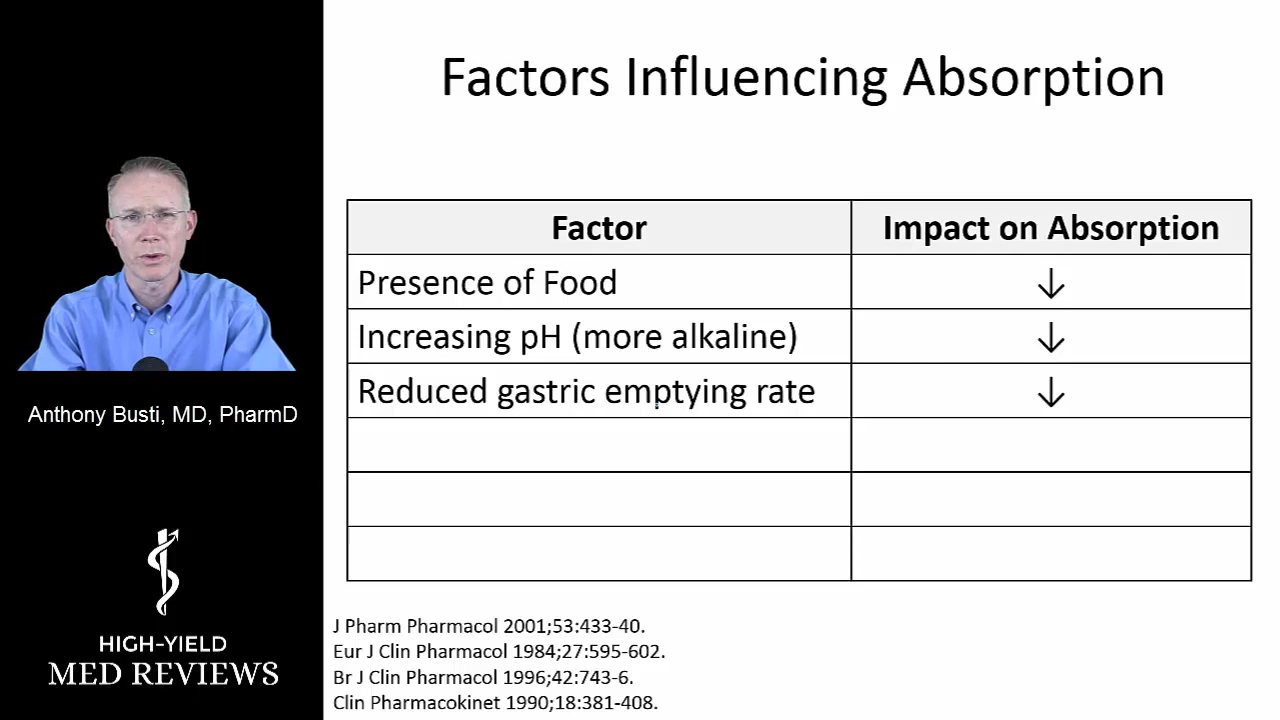 Factors Influencing Absorption
Factor Impact on Absorption
Presence of Food ↓
Increasing pH (more alkaline) ↓
Reduced gastric emptying rate ↓
Anthony Busti, MD, PharmD
HIGH-YIELD
MED REVIEWS
J Pharm Pharmacol 2001;53:433-40.
Eur J Clin Pharmacol 1984;27:595-602.
Br J Clin Pharmacol 1996;42:743-6.
Clin Pharmacokinet 1990;18:381-408.